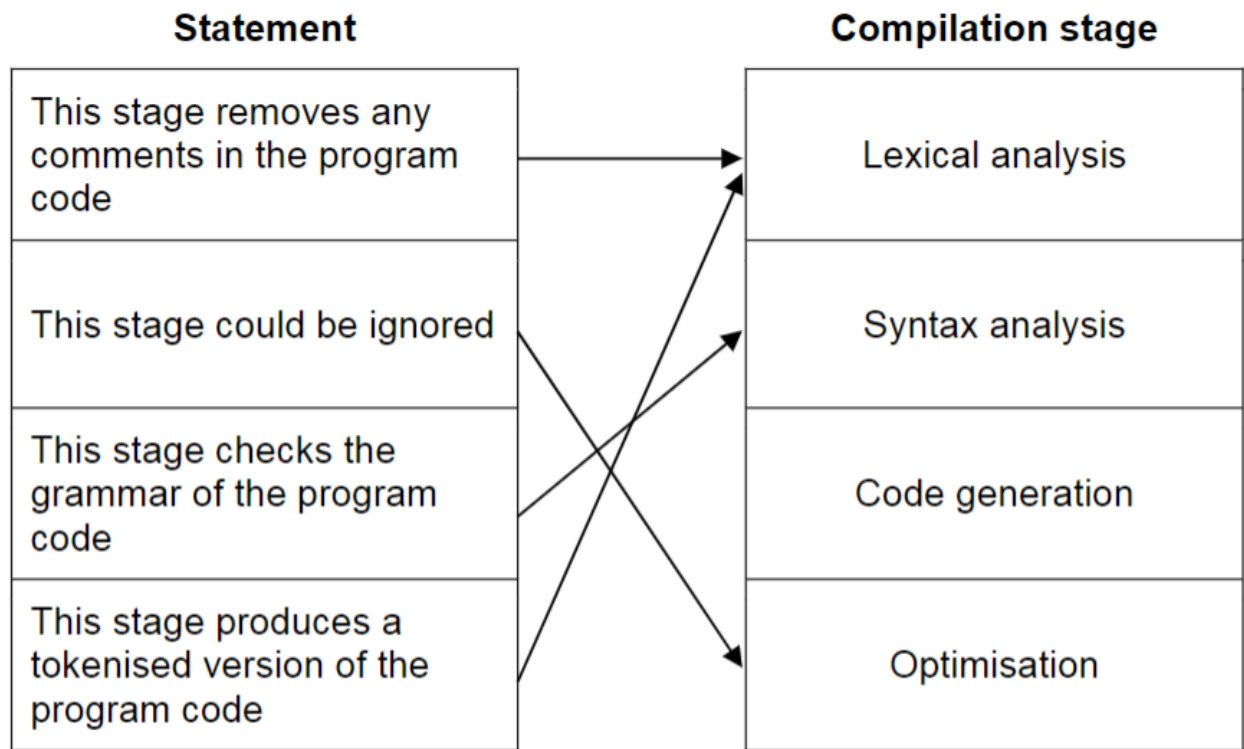 Statement
Compilation stage
This stage removes any
comments in the program
code
Lexical analysis
This stage could be ignored
Syntax analysis
This stage checks the
grammar of the program
code
Code generation
This stage produces a
tokenised version of the
program code
Optimisation